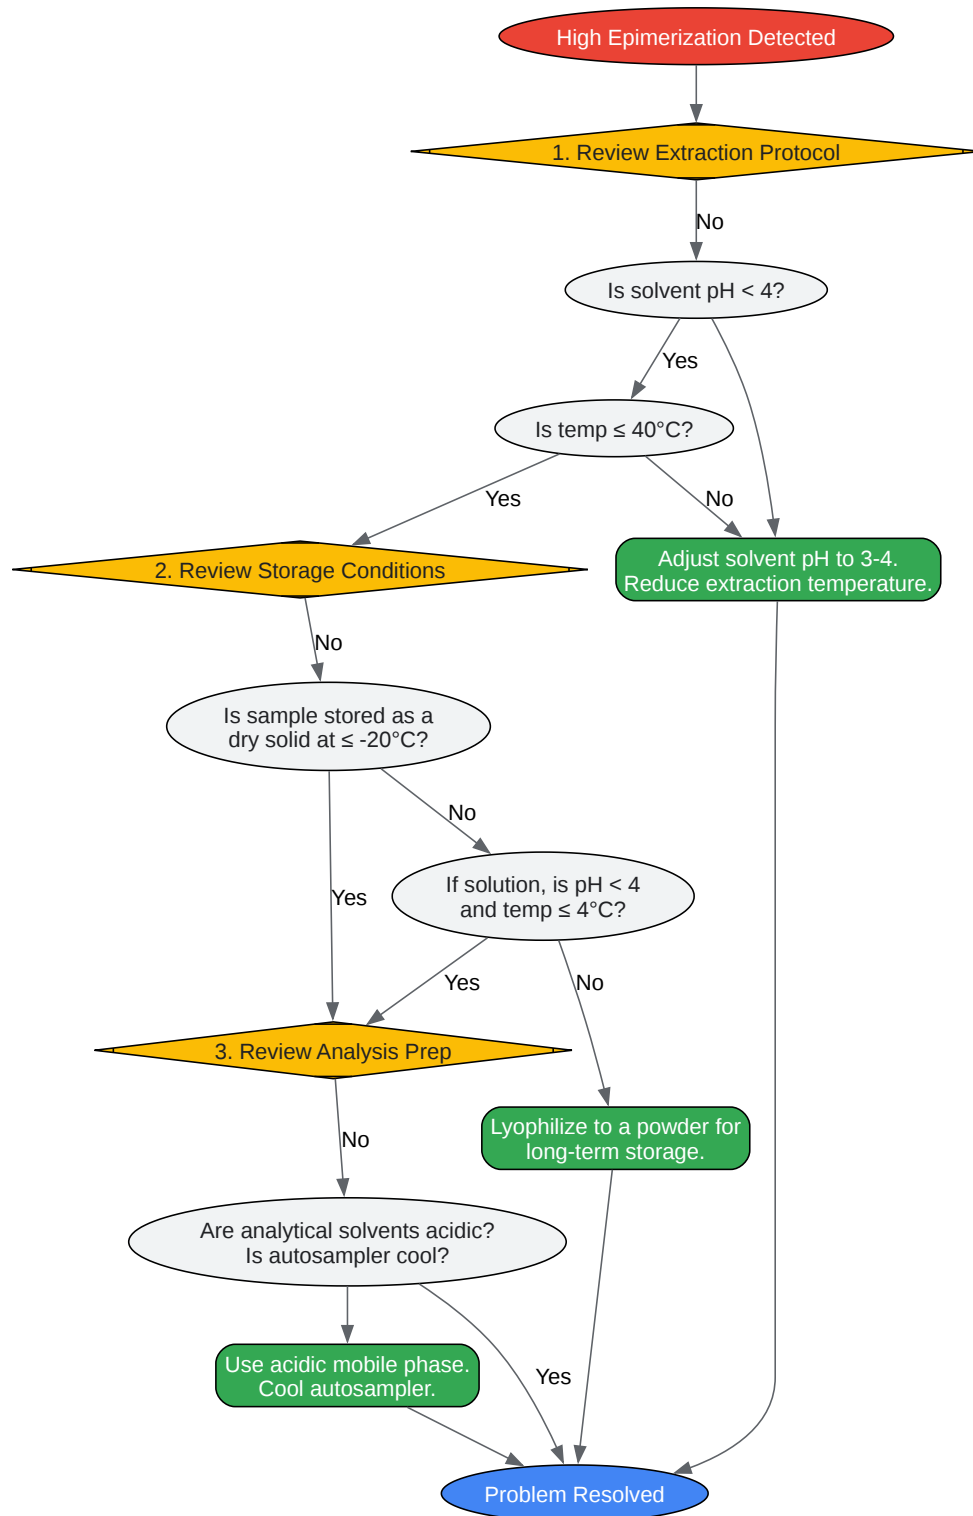 High Epimerization Detected
1. Review Extraction Protocol
No
Is solvent pH < 4?
Yes
Is temp ≤ 40°C?
Yes
No
Adjust solvent pH to 3-4.
Reduce extraction temperature.
2. Review Storage Conditions
No
Is sample stored as a
dry solid at ≤ -20°C?
No
If solution, is pH < 4
and temp ≤ 4°C?
Yes
Yes
No
3. Review Analysis Prep
No
Lyophilize to a powder for
long-term storage.
Are analytical solvents acidic?
Is autosampler cool?
Use acidic mobile phase.
Cool autosampler.
Yes
Problem Resolved